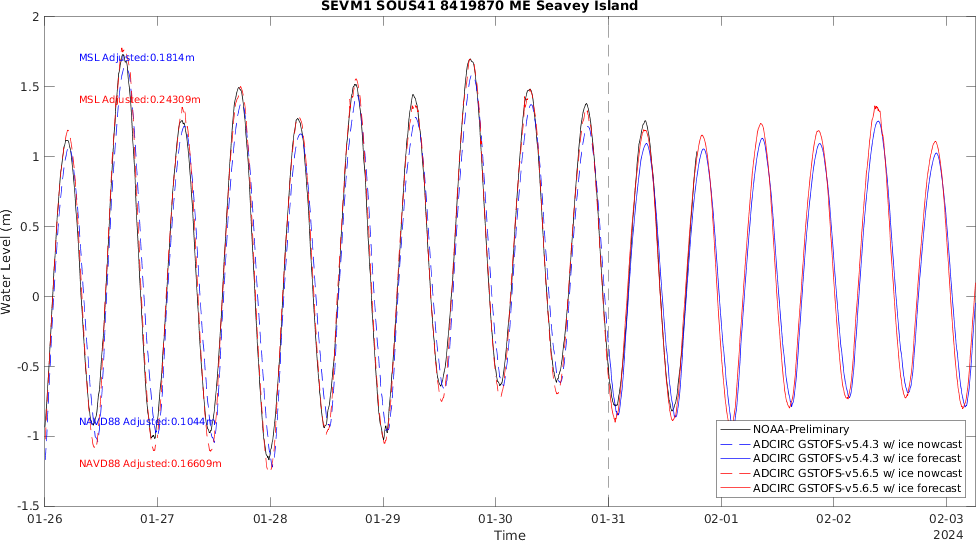 SEVM1 SOUS41 8419870 ME Seavey Island
2
1.5
1
0.5
0
-0.5
-1
-1.5
Water Level (m)
MSL Adjusted:0.1814m
MSL Adjusted:0.24309m
NAVD88 Adjusted:0.1044m
NAVD88 Adjusted:0.16609m
NOAA-Preliminary
ADCIRC GSTOFS-v5.4.3 w/ ice nowcast
ADCIRC GSTOFS-v5.4.3 w/ ice forecast
ADCIRC GSTOFS-v5.6.5 w/ ice nowcast
ADCIRC GSTOFS-v5.6.5 w/ ice forecast
01-26 01-27 01-28 01-29 01-30 01-31 02-01 02-02 02-03
Time
2024